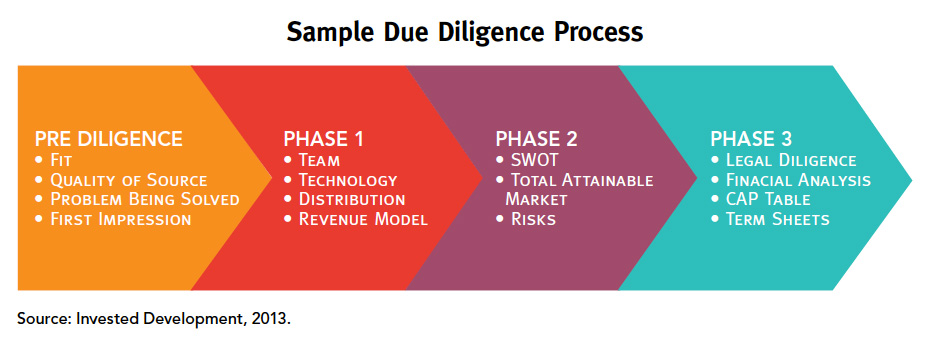 Sample Due Diligence Process
PRE DILIGENCE
• FIT
• QUALITY OF SOURCE
• PROBLEM BEING SOLVED
• FIRST IMPRESSION
PHASE 1
• TEAM
• TECHNOLOGY
• DISTRIBUTION
• REVENUE MODEL
PHASE 2
• SWOT
• TOTAL ATTAINABLE
MARKET
• RISKS
PHASE 3
• LEGAL DILIGENCE
• FINACIAL ANALYSIS
• CAP TABLE
• TERM SHEETS
Source: Invested Development, 2013.